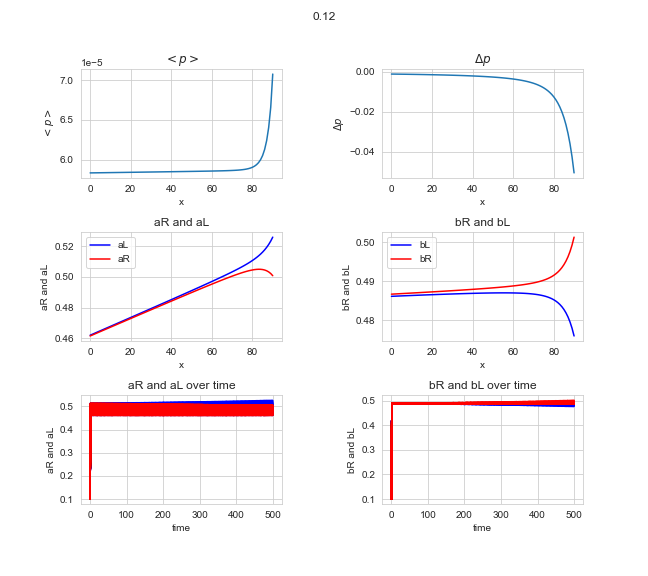 0.12
<p>
Δp
1e−5
7.0
6.5
6.0
<p>
0 20 40 60 80
x
0.00
−0.02
−0.04
Δp
0 20 40 60 80
x
aR and aL
bR and bL
aL
aR
0.52
0.50
0.48
0.46
aR and aL
0 20 40 60 80
x
bL
bR
0.50
0.49
0.48
bR and bL
0 20 40 60 80
x
aR and aL over time
bR and bL over time
0.5
0.4
0.3
0.2
0.1
aR and aL
0 100 200 300 400 500
time
0.5
0.4
0.3
0.2
0.1
bR and bL
0 100 200 300 400 500
time